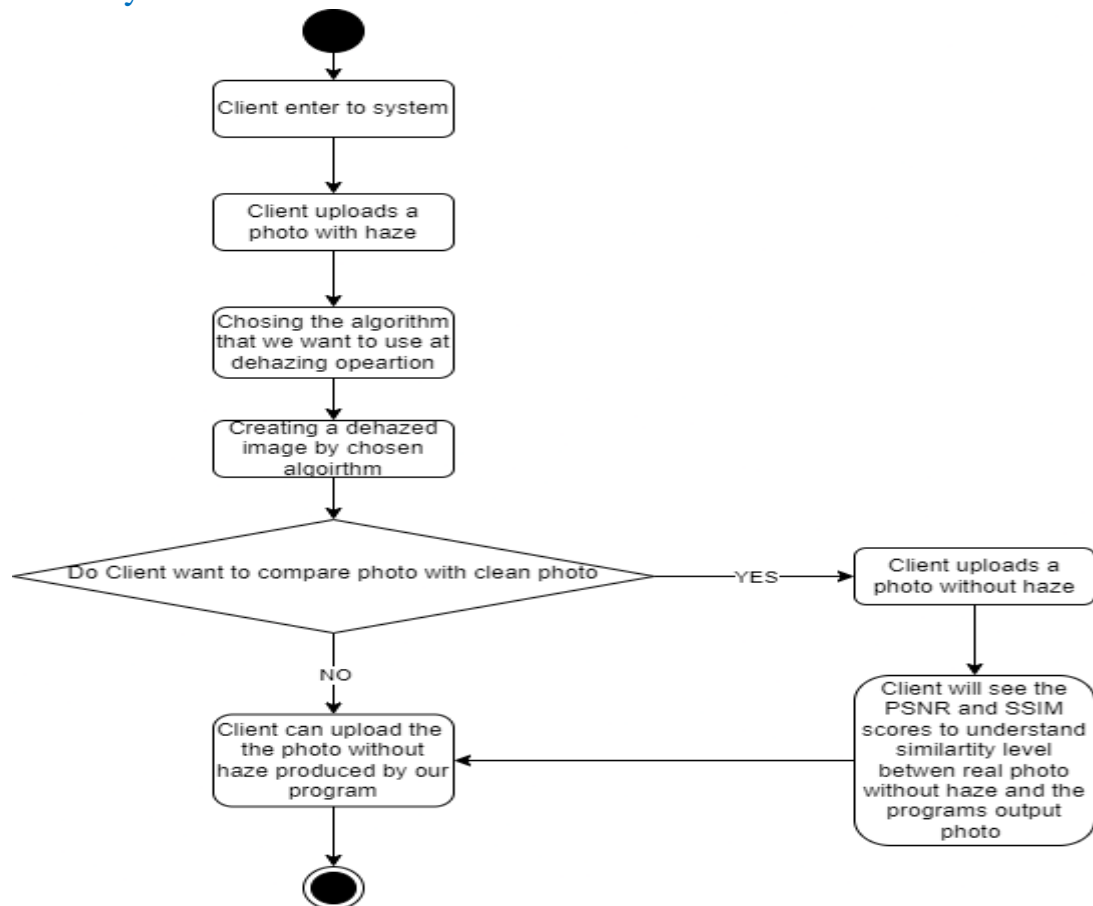 Client enter to system
Client uploads a
photo with haze
Chosing the algorithm
that we want to use at
dehazing opeartion
Creating a dehazed
image by chosen
algoirthm
Do Client want to compare photo with clean photo
YES
Client uploads a
photo without haze
NO
Client will see the
PSNR and SSIM
scores to understand
similartity level
betwen real photo
without haze and the
programs output
photo
Client can upload the
the photo without
haze produced by our
program